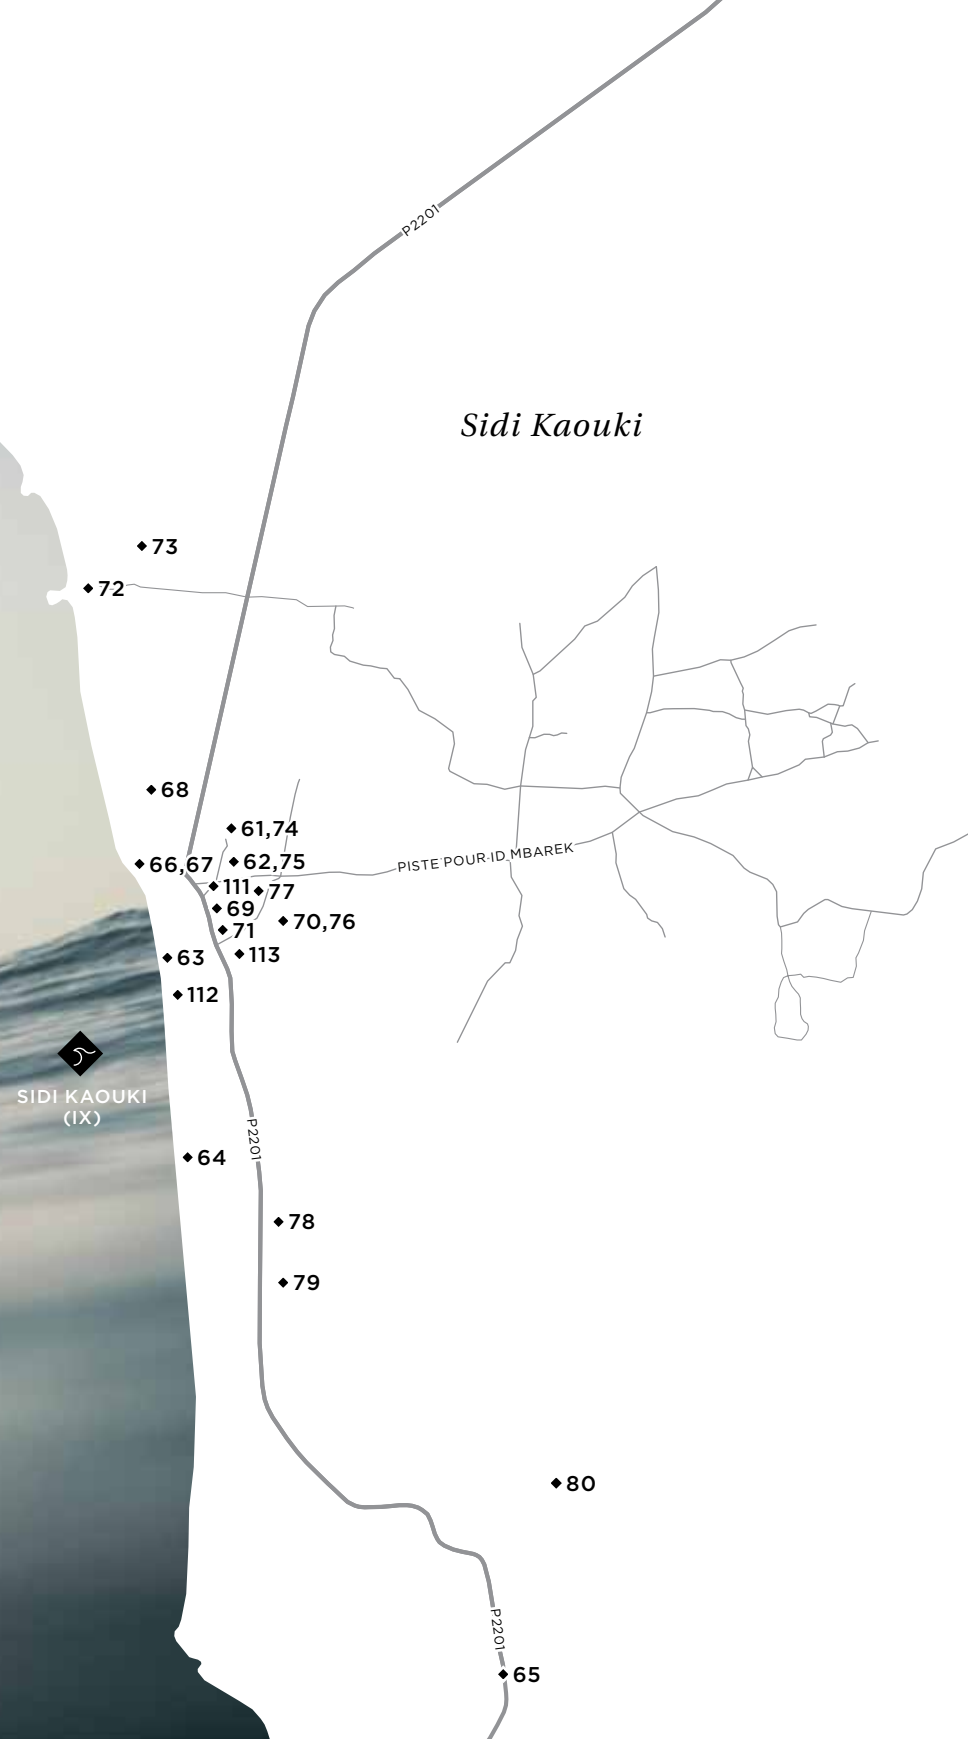 P2201
Sidi Kaouki
73
72
68
61,74
66,67
62,75
PISTE POUR ID MBAREK
111
77
69
70,76
71
113
63
112
SIDI KAOUKI
(IX)
P2201
64
78
79
80
P2201
65